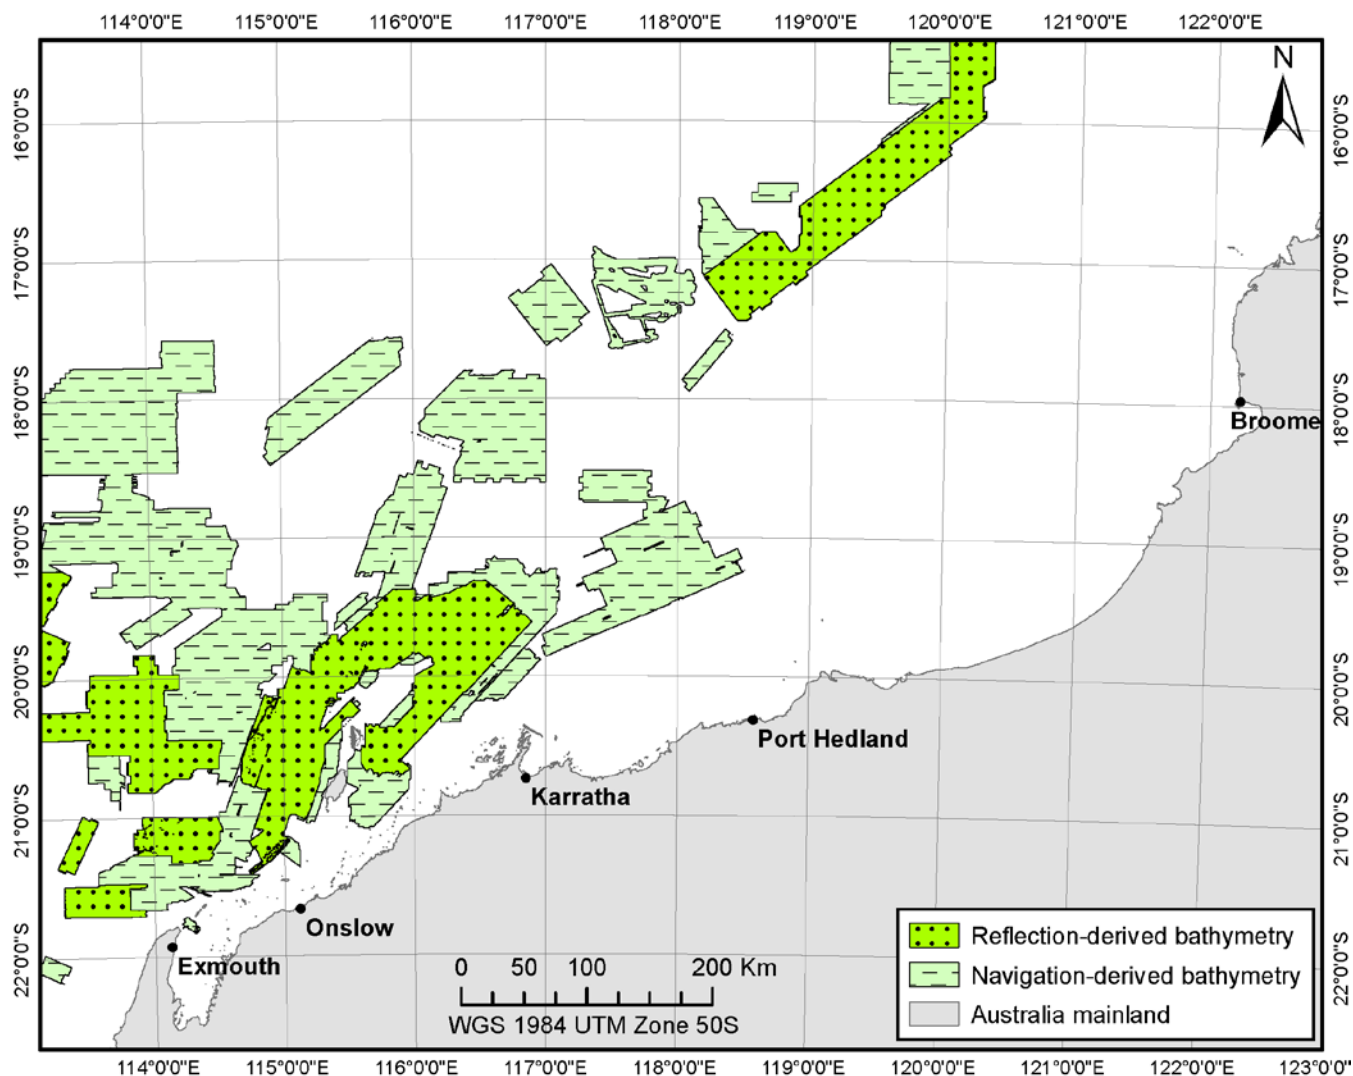 114°0'0"E 115°0'0"E 116°0'0"E 117°0'0"E 118°0'0"E 119°0'0"E 120°0'0"E 121°0'0"E 122°0'0"E
N
16°0'0"S 16°0'0"S
17°0'0"S 17°0'0"S
18°0'0"S 18°0'0"S
Broome
19°0'0"S 19°0'0"S
20°0'0"S 20°0'0"S
Port Hedland
Karratha
21°0'0"S 21°0'0"S
Onslow
Exmouth
22°0'0"S 22°0'0"S
0 50 100 200 Km
WGS 1984 UTM Zone 50S
Reflection-derived bathymetry
Navigation-derived bathymetry
Australia mainland
114°0'0"E 115°0'0"E 116°0'0"E 117°0'0"E 118°0'0"E 119°0'0"E 120°0'0"E 121°0'0"E 122°0'0"E 123°0'0"